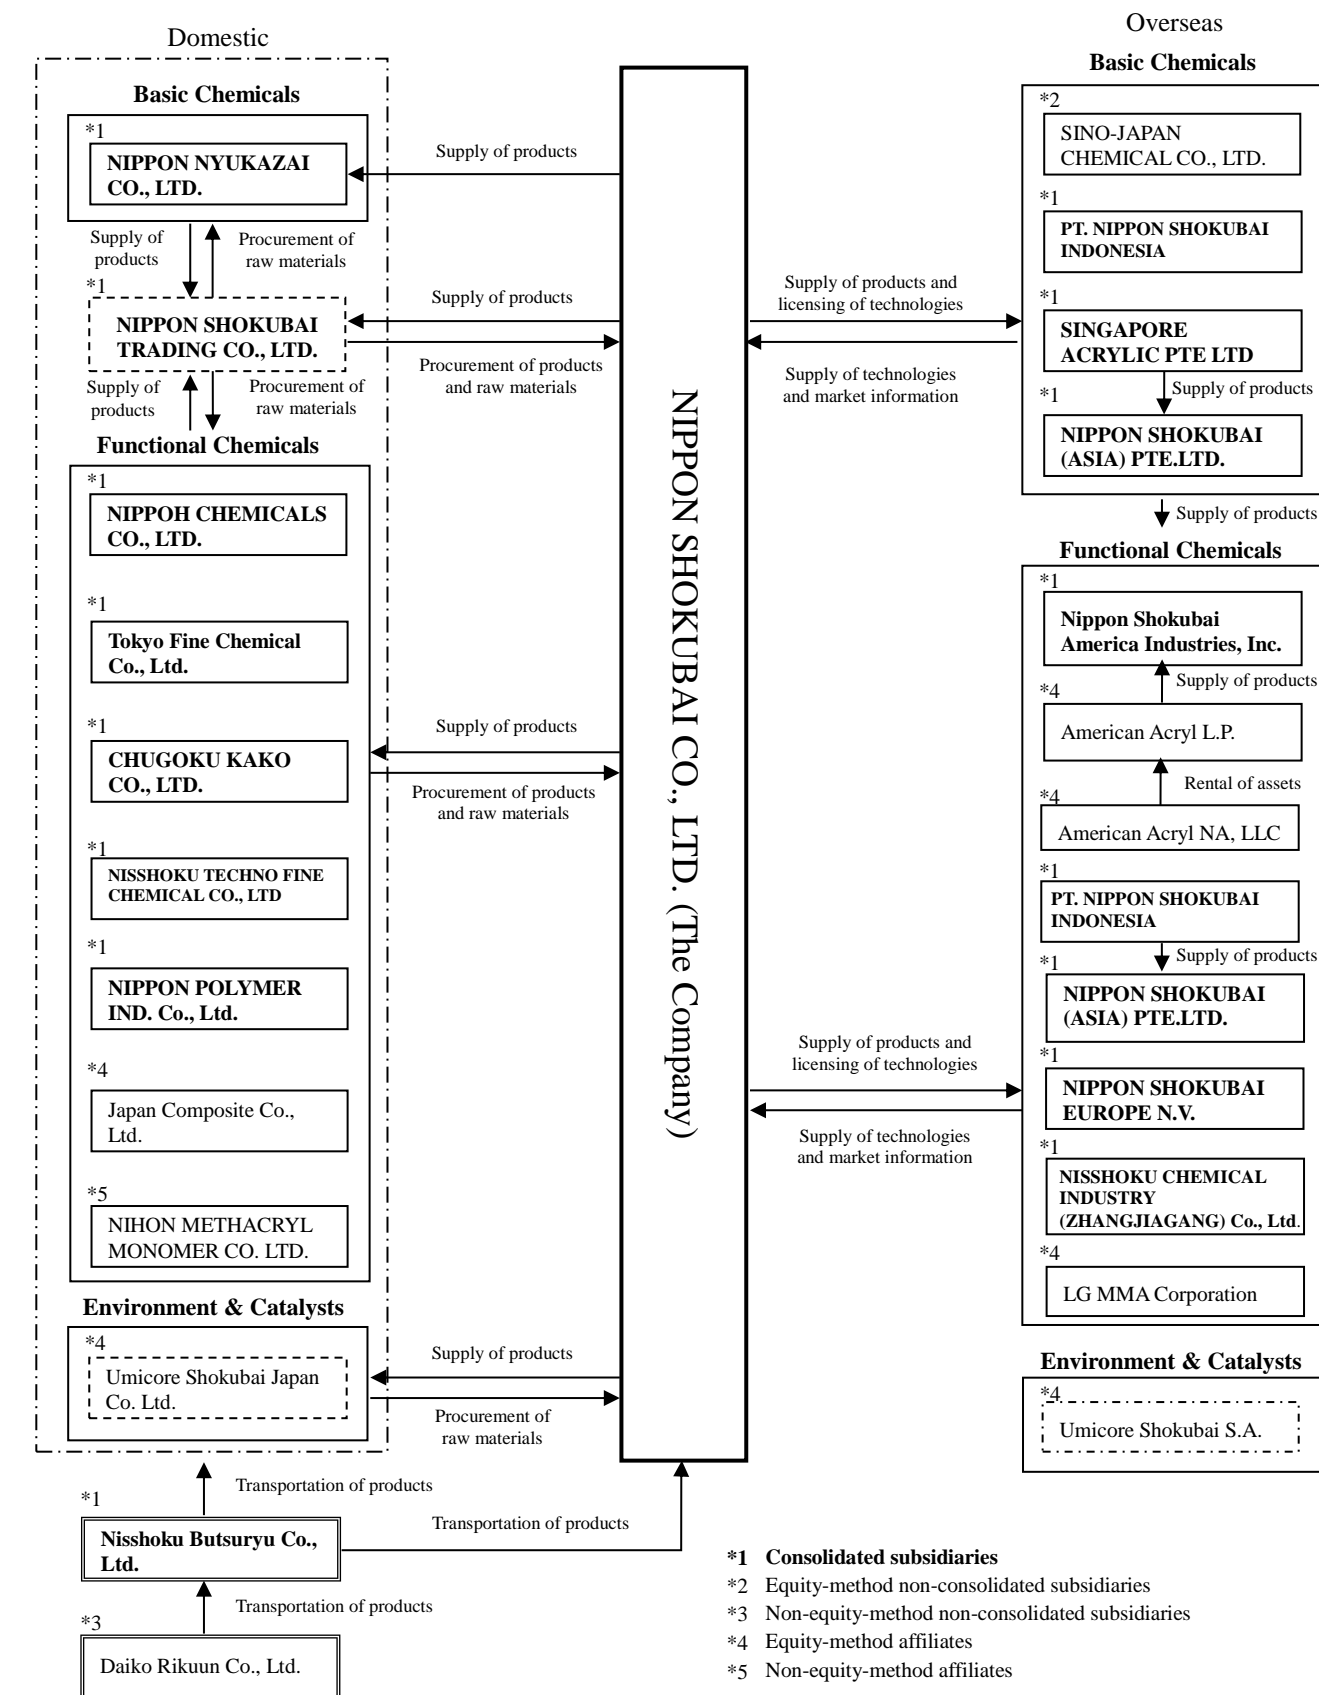 Domestic
Basic Chemicals
*1
NIPPON NYUKAZAI
CO., LTD.
Supply of
products
Procurement of
raw materials
*1
NIPPON SHOKUBAI
TRADING CO., LTD.
Supply of
products
Procurement of
raw materials
Functional Chemicals
*1
NIPPOH CHEMICALS
CO., LTD.
*1
Tokyo Fine Chemical
Co., Ltd.
*1
CHUGOKU KAKO
CO., LTD.
*1
NISSHOKU TECHNO FINE
CHEMICAL CO., LTD
*1
NIPPON POLYMER
IND. Co., Ltd.
*4
Japan Composite Co.,
Ltd.
*5
NIHON METHACRYL
MONOMER CO. LTD.
Environment & Catalysts
*4
Umicore Shokubai Japan
Co. Ltd.
Transportation of products
*1
Nisshoku Butsuryu Co.,
Ltd.
Transportation of products
*3
Daiko Rikuun Co., Ltd.
Supply of products
Supply of products
Procurement of products
and raw materials
Supply of products
Procurement of products
and raw materials
Supply of products
Procurement of
raw materials
Transportation of products
NIPPON SHOKUBAI CO., LTD. (The Company)
Supply of products and
licensing of technologies
Supply of technologies
and market information
Supply of products and
licensing of technologies
Supply of technologies
and market information
Overseas
Basic Chemicals
*2
SINO-JAPAN
CHEMICAL CO., LTD.
*1
PT. NIPPON SHOKUBAI
INDONESIA
*1
SINGAPORE
ACRYLIC PTE LTD
Supply of products
*1
NIPPON SHOKUBAI
(ASIA) PTE.LTD.
Supply of products
Functional Chemicals
*1
Nippon Shokubai
America Industries, Inc.
Supply of products
*4
American Acryl L.P.
Rental of assets
*4
American Acryl NA, LLC
*1
PT. NIPPON SHOKUBAI
INDONESIA
Supply of products
*1
NIPPON SHOKUBAI
(ASIA) PTE.LTD.
*1
NIPPON SHOKUBAI
EUROPE N.V.
*1
NISSHOKU CHEMICAL
INDUSTRY
(ZHANGJIAGANG) Co., Ltd.
*4
LG MMA Corporation
Environment & Catalysts
*4
Umicore Shokubai S.A.
*1 Consolidated subsidiaries
*2 Equity-method non-consolidated subsidiaries
*3 Non-equity-method non-consolidated subsidiaries
*4 Equity-method affiliates
*5 Non-equity-method affiliates